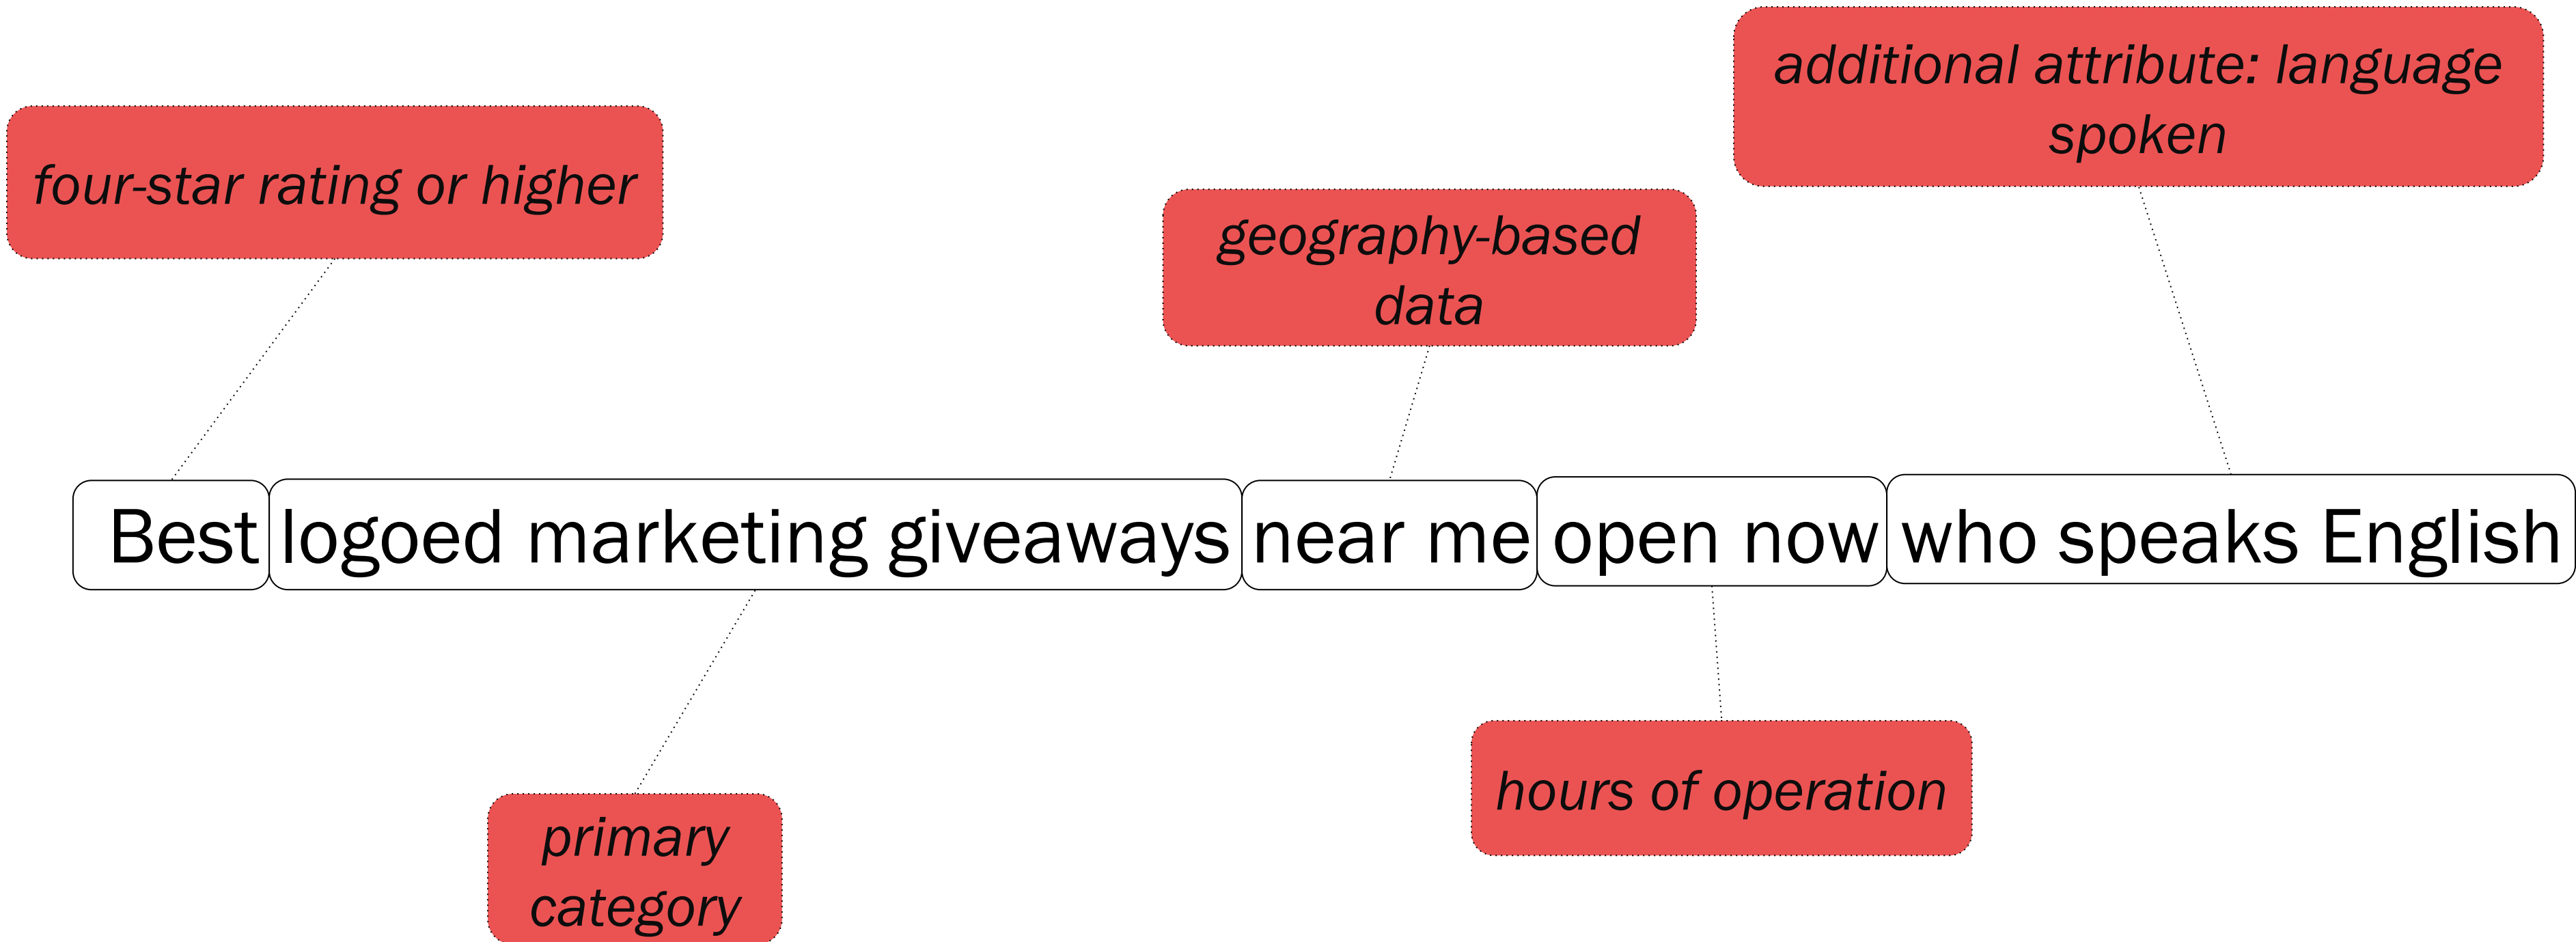 additional attribute: language
spoken
four-star rating or higher
geography-based
data
Best logoed marketing giveaways near me open now who speaks English
hours of operation
primary
category